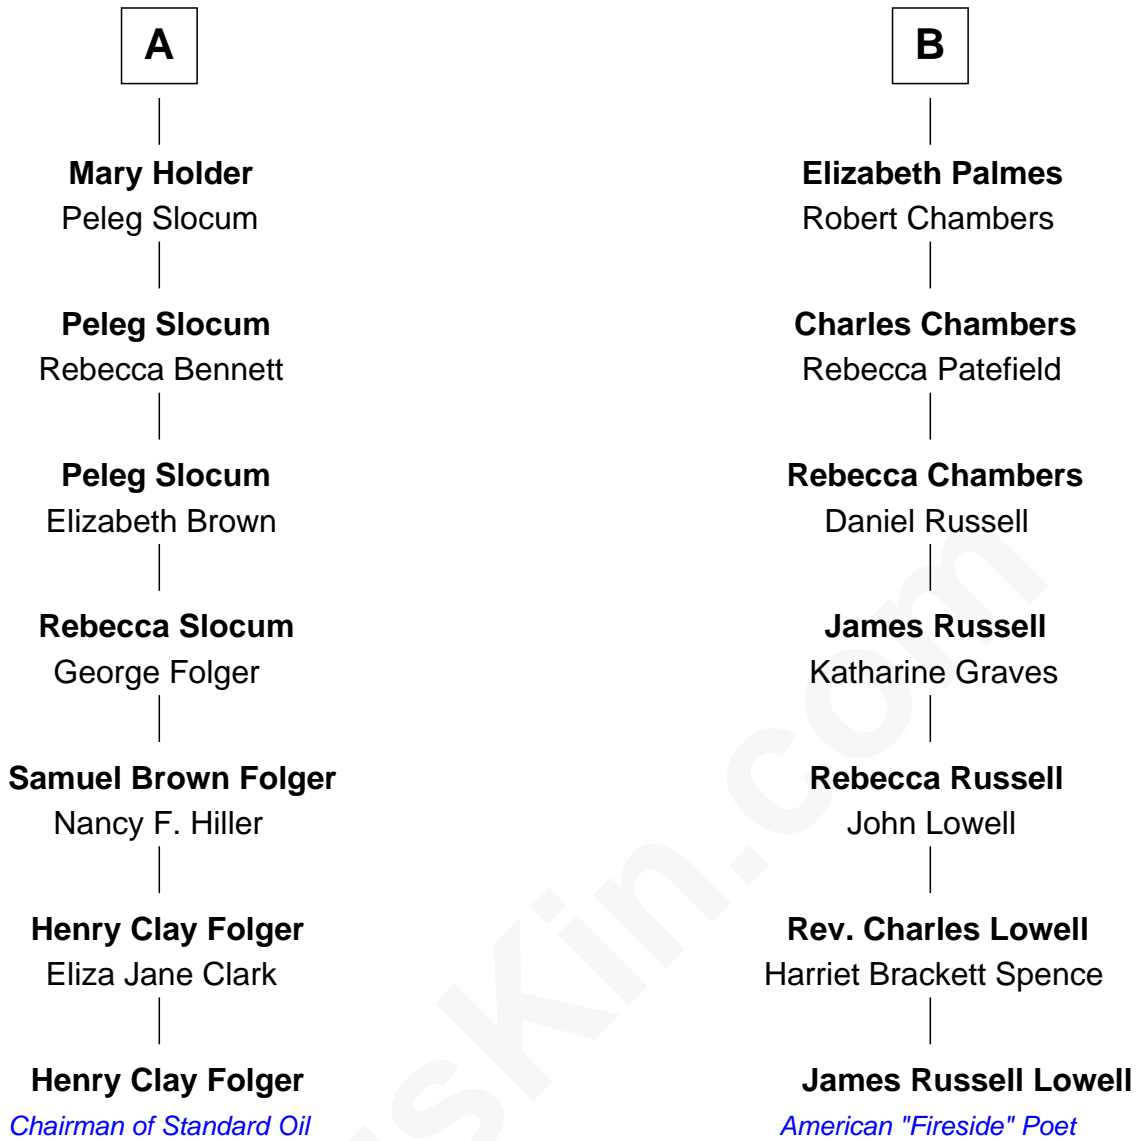 A
Mary Holder
Peleg Slocum
Peleg Slocum
Rebecca Bennett
Peleg Slocum
Elizabeth Brown
Rebecca Slocum
George Folger
Samuel Brown Folger
Nancy F. Hiller
Henry Clay Folger
Eliza Jane Clark
Henry Clay Folger
Chairman of Standard Oil
B
Elizabeth Palmes
Robert Chambers
Charles Chambers
Rebecca Patefield
Rebecca Chambers
Daniel Russell
James Russell
Katharine Graves
Rebecca Russell
John Lowell
Rev. Charles Lowell
Harriet Brackett Spence
James Russell Lowell
American "Fireside" Poet